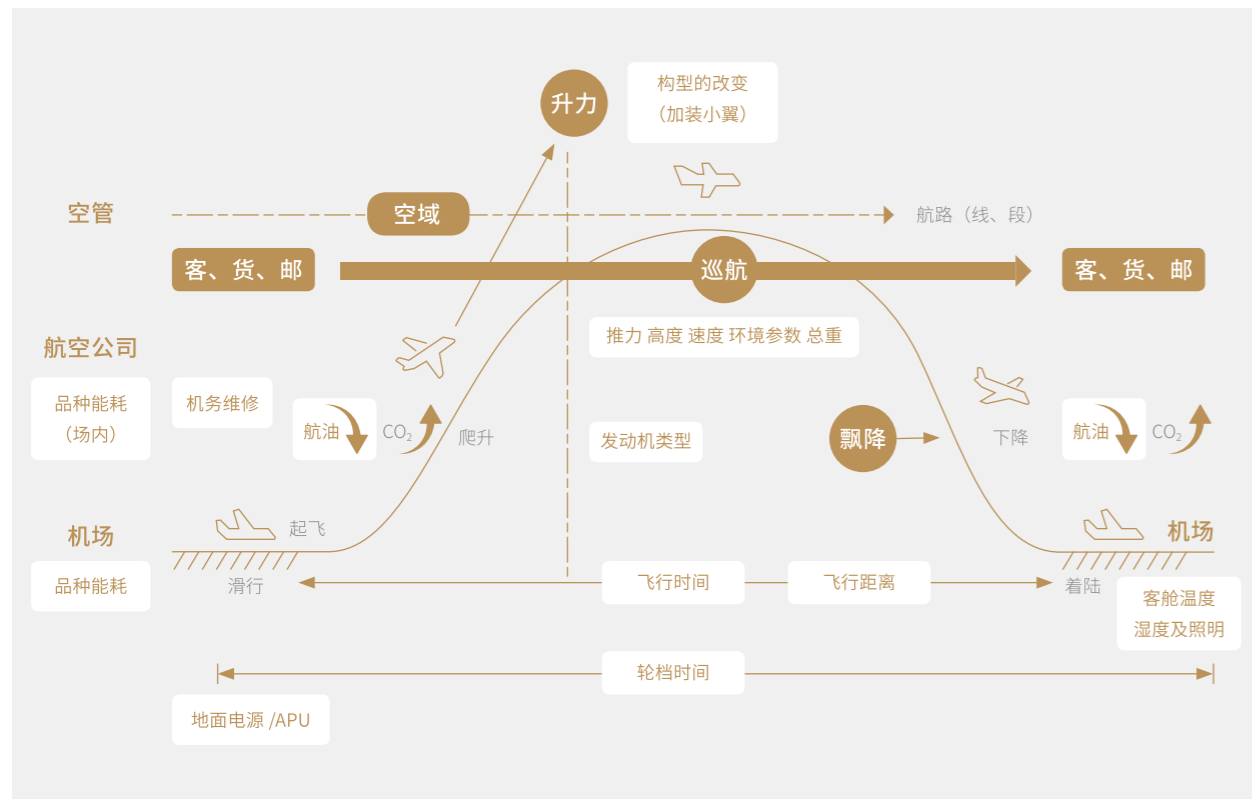 升力
构型的改变
（加装小翼）
空管
空域
航路（线、段）
客、货、邮
巡航
客、货、邮
推力 高度 速度 环境参数 总重
航空公司
品种能耗
（场内）
机务维修
航油
CO₂
爬升
发动机类型
飘降
下降
航油
CO₂
机场
起飞
机场
品种能耗
滑行
飞行时间
飞行距离
着陆
客舱温度
湿度及照明
轮档时间
地面电源 /APU